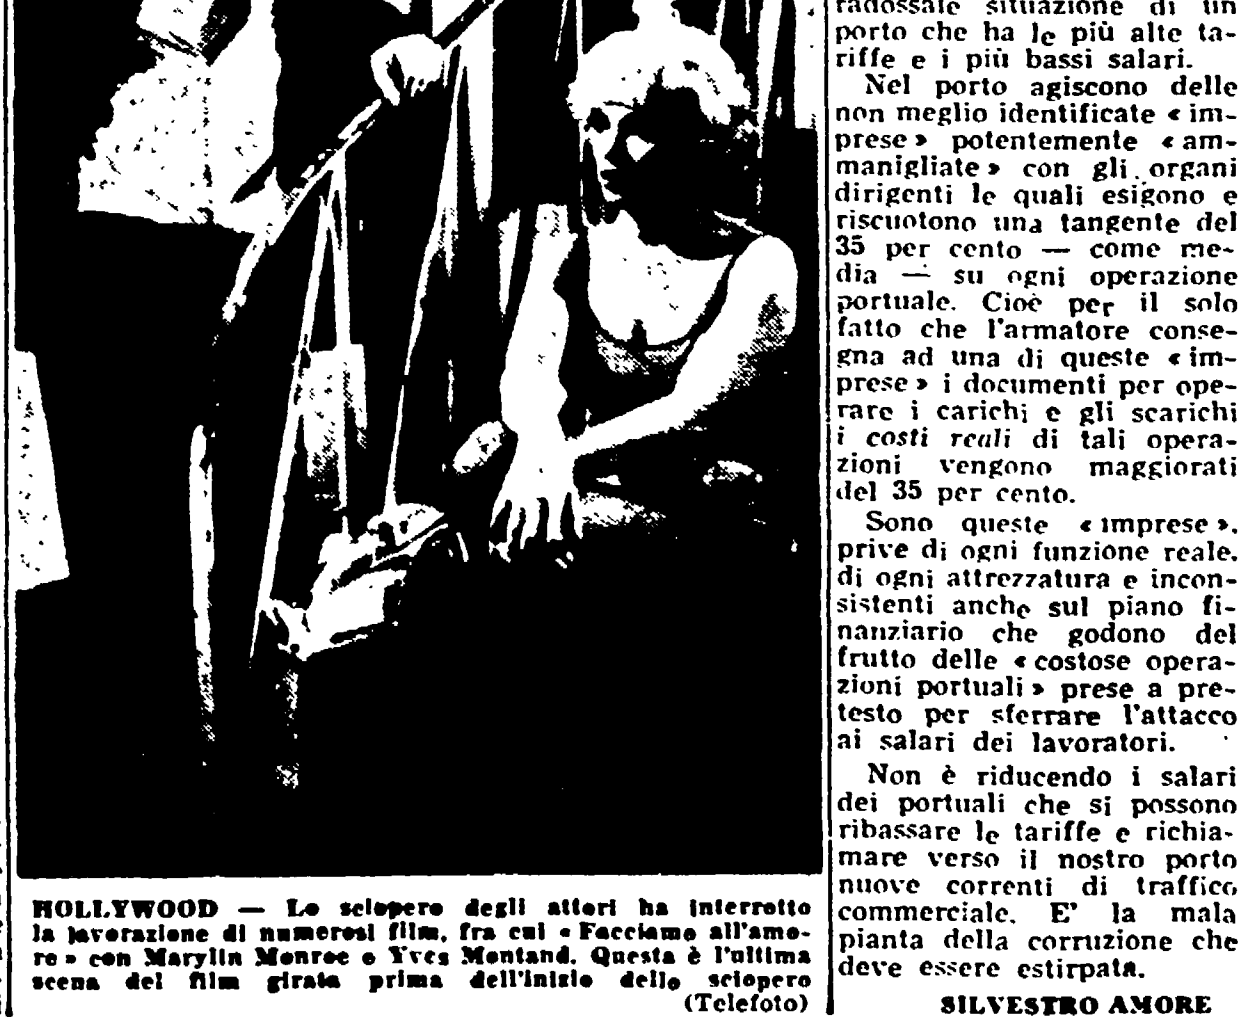 HOLLYWOOD — Lo sciopero degli attori ha interrotto
la lavorazione di numerosi film, fra cui « Facciamo all'amo-
re » con Marylin Monroe e Yves Montand. Questa è l'ultima
scena del film girata prima dell'inizio dello sciopero
(Telefoto)
radossale situazione di un
porto che ha le più alte ta-
riffe e i più bassi salari.
Nel porto agiscono delle
non meglio identificate « im-
prese » potentemente « am-
manigliate » con gli organi
dirigenti le quali esigono e
riscuotono una tangente del
35 per cento — come me-
dia — su ogni operazione
portuale. Cioè per il solo
fatto che l'armatore conse-
gna ad una di queste « im-
prese » i documenti per ope-
rare i carichi e gli scarichi
i costi reali di tali opera-
zioni vengono maggiorati
del 35 per cento.
Sono queste « imprese »,
prive di ogni funzione reale,
di ogni attrezzatura e incon-
sistenti anche sul piano fi-
nanziario che godono del
frutto delle « costose opera-
zioni portuali » prese a pre-
testo per sferrare l'attacco
ai salari dei lavoratori.
Non è riducendo i salari
dei portuali che si possono
ribassare le tariffe e richia-
mare verso il nostro porto
nuove correnti di traffico
commerciale. E' la mala
pianta della corruzione che
deve essere estirpata.
SILVESTRO AMORE